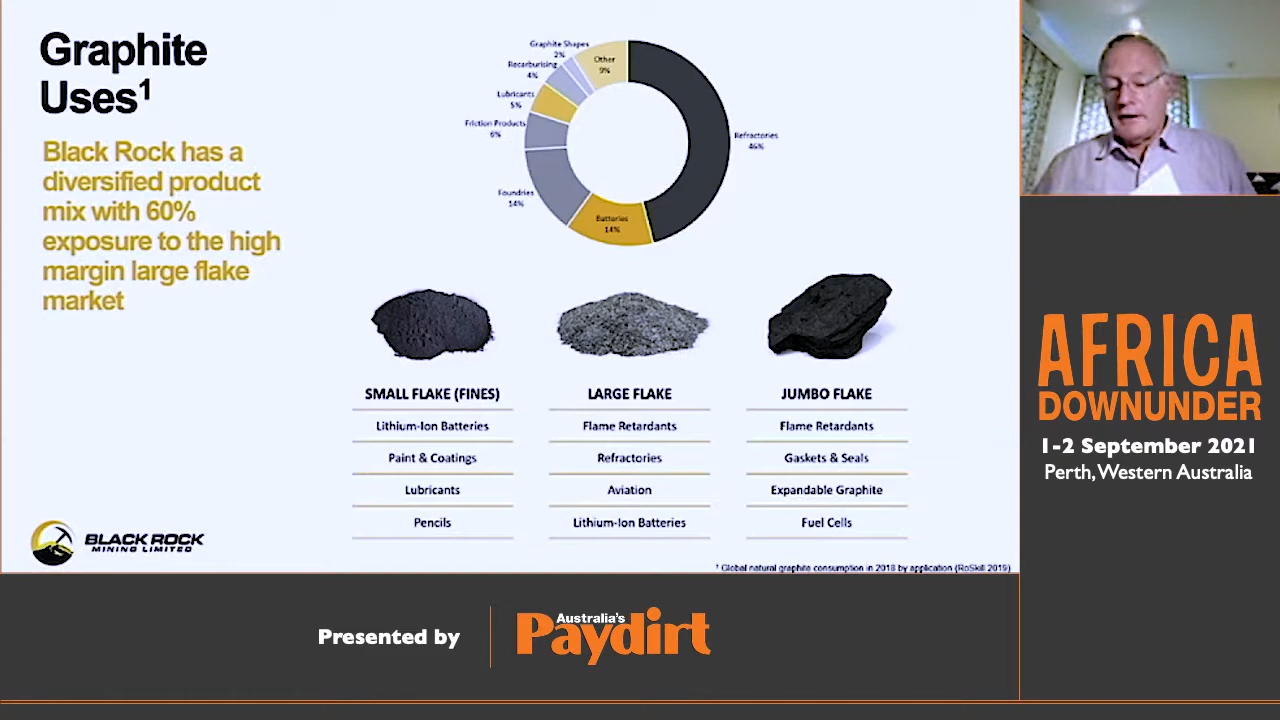 Graphite
Uses¹
Black Rock has a
diversified product
mix with 60%
exposure to the high
margin large flake
market
Graphite Shapes
2%
Recarburising
4%
Lubricants
5%
Friction Products
6%
Foundries
14%
Other
9%
Refractories
46%
Batteries
14%
SMALL FLAKE (FINES)
Lithium-Ion Batteries
Paint & Coatings
Lubricants
Pencils
LARGE FLAKE
Flame Retardants
Refractories
Aviation
Lithium-Ion Batteries
JUMBO FLAKE
Flame Retardants
Gaskets & Seals
Expandable Graphite
Fuel Cells
BLACK ROCK
MINING LIMITED
¹ Global natural graphite consumption in 2018 by application (RoSkill 2019)
AFRICA
DOWNUNDER
1-2 September 2021
Perth, Western Australia
Presented by
Australia's
Paydirt